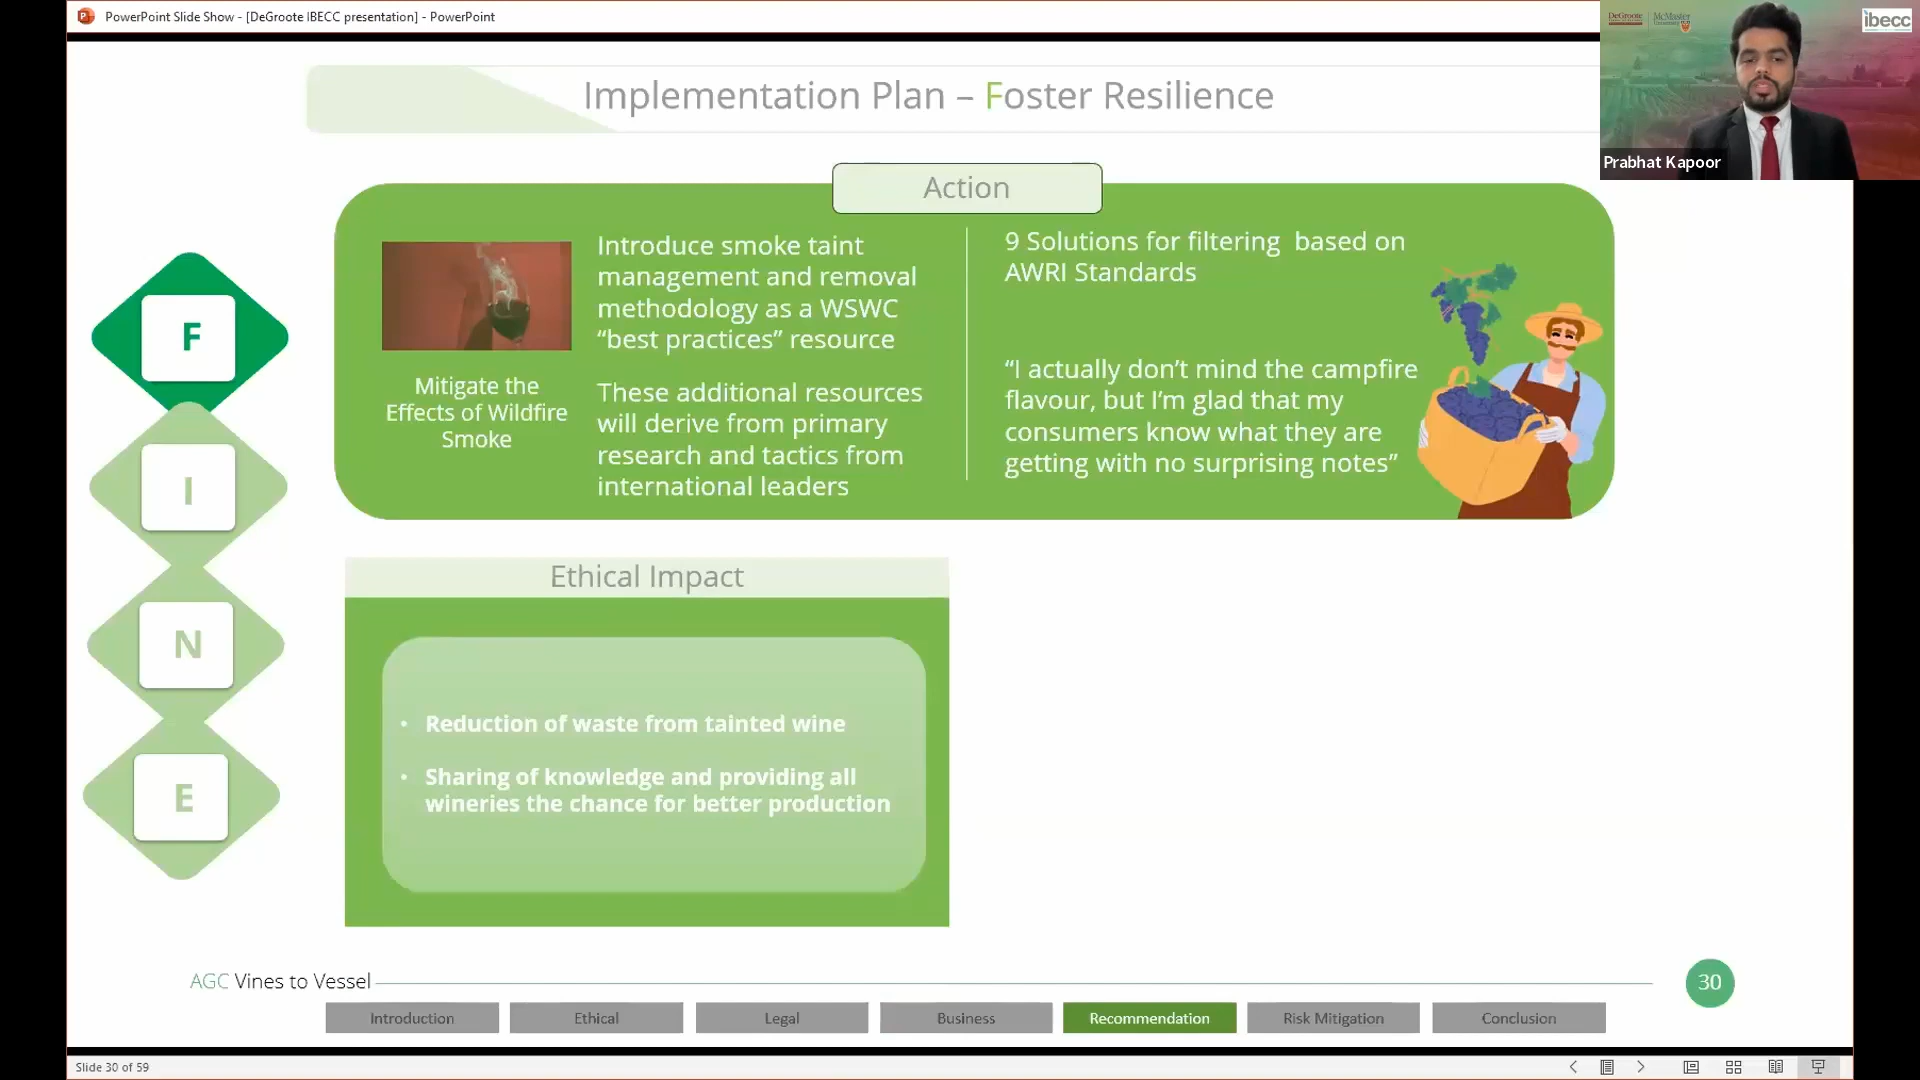 PowerPoint Slide Show - [DeGroote IBECC presentation] - PowerPoint
DeGroote
McMaster
University
ibecc
Prabhat Kapoor
Implementation Plan – Foster Resilience
Action
Mitigate the
Effects of Wildfire
Smoke
Introduce smoke taint
management and removal
methodology as a WSWC
“best practices” resource
These additional resources
will derive from primary
research and tactics from
international leaders
9 Solutions for filtering based on
AWRI Standards
“I actually don’t mind the campfire
flavour, but I’m glad that my
consumers know what they are
getting with no surprising notes”
F
I
N
E
Ethical Impact
• Reduction of waste from tainted wine
• Sharing of knowledge and providing all
wineries the chance for better production
AGC Vines to Vessel
30
Introduction
Ethical
Legal
Business
Recommendation
Risk Mitigation
Conclusion
Slide 30 of 59